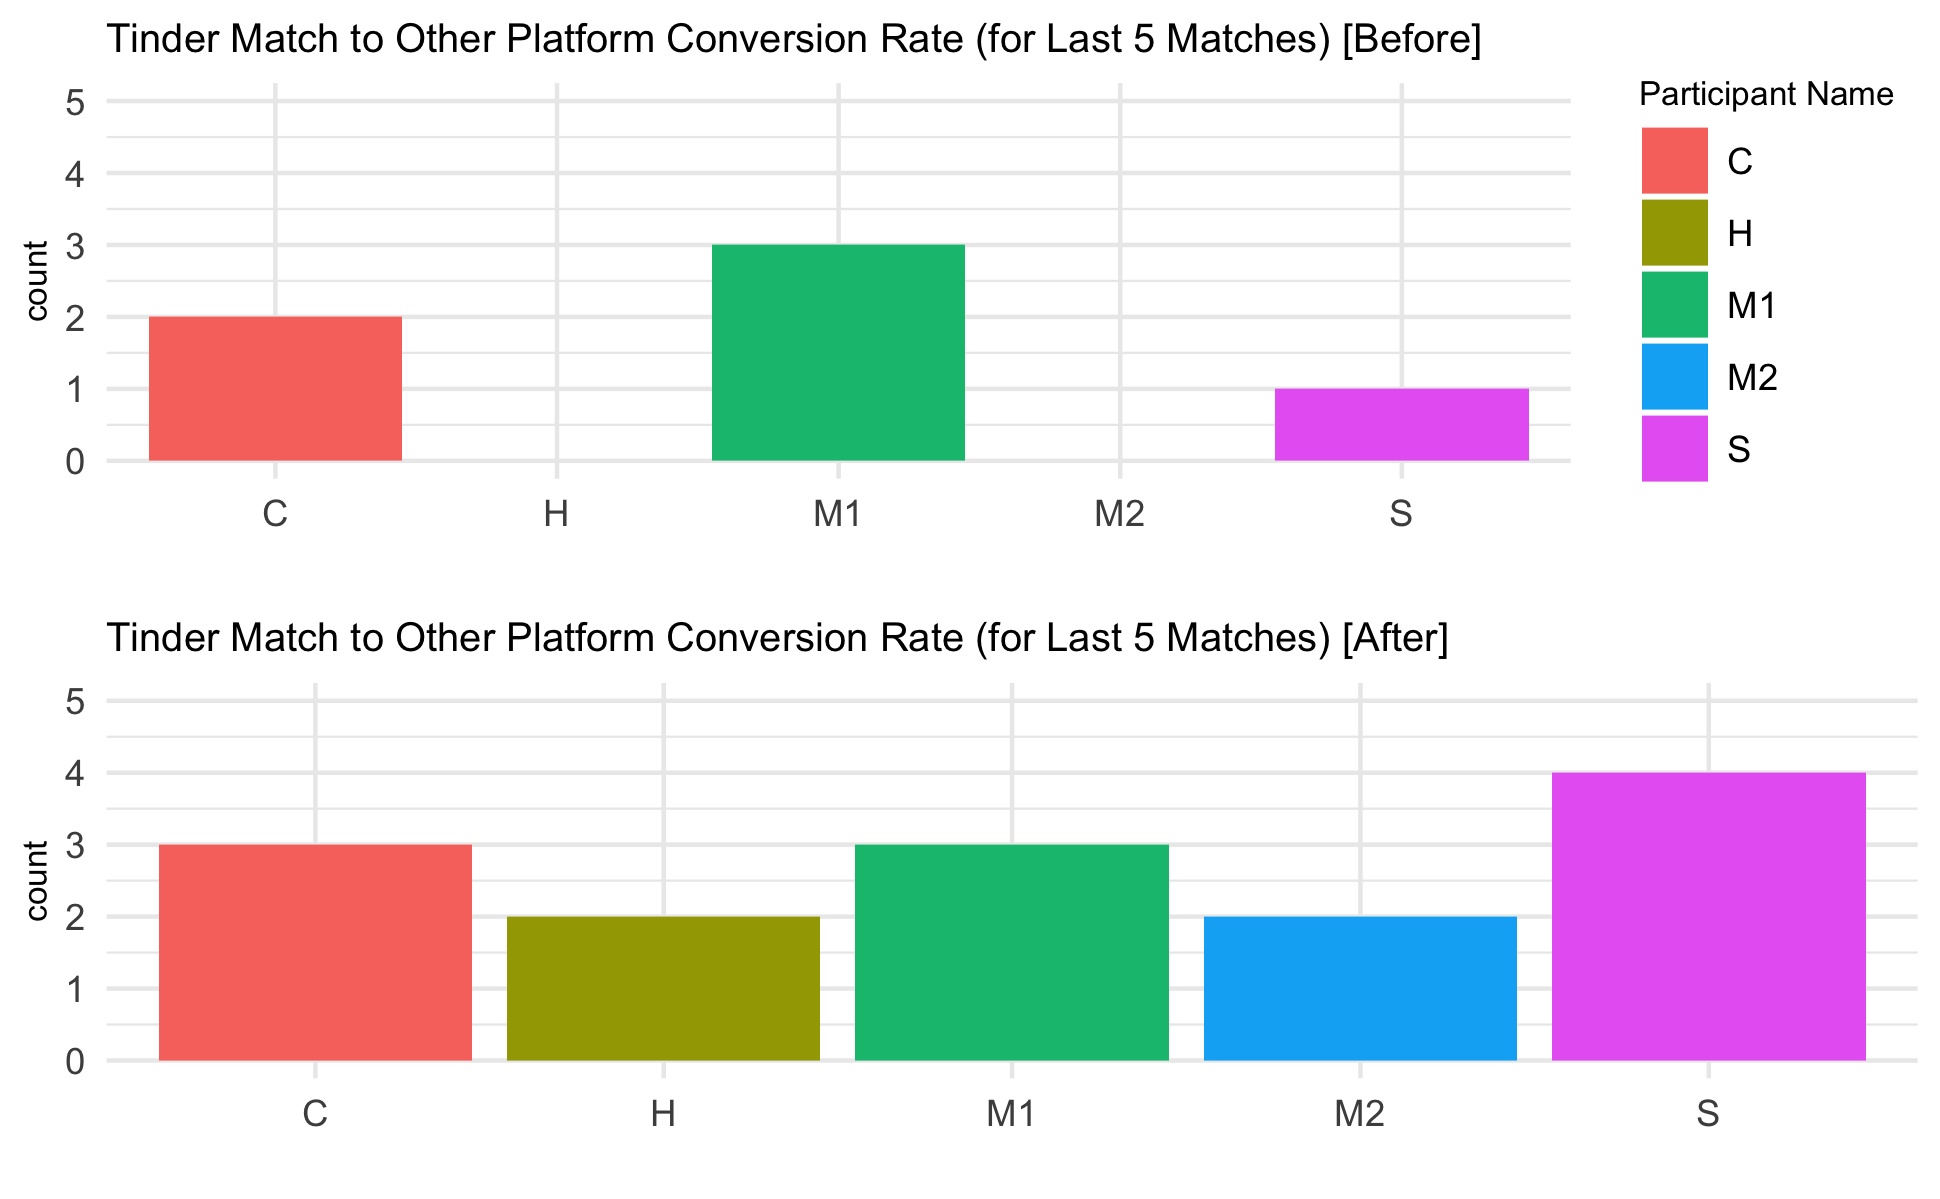 Tinder Match to Other Platform Conversion Rate (for Last 5 Matches) [Before]
5
4
3
2
1
0
count
C H M1 M2 S
Participant Name
C
H
M1
M2
S
Tinder Match to Other Platform Conversion Rate (for Last 5 Matches) [After]
5
4
3
2
1
0
count
C H M1 M2 S